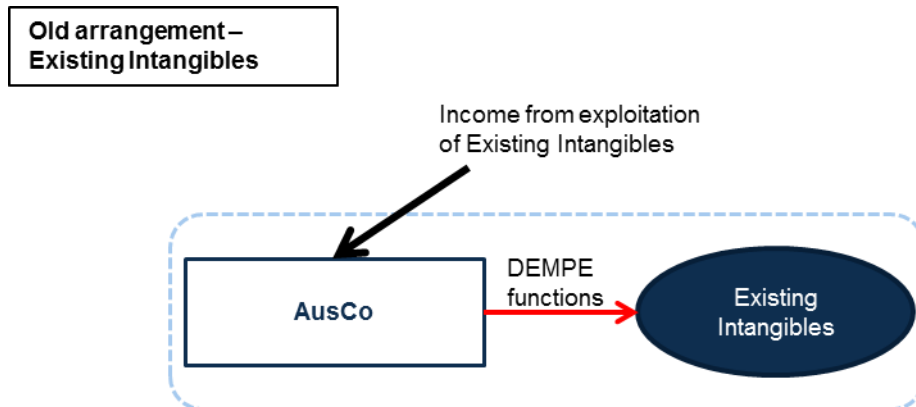 Old arrangement –
Existing Intangibles
Income from exploitation
of Existing Intangibles
DEMPE
functions
AusCo
Existing
Intangibles